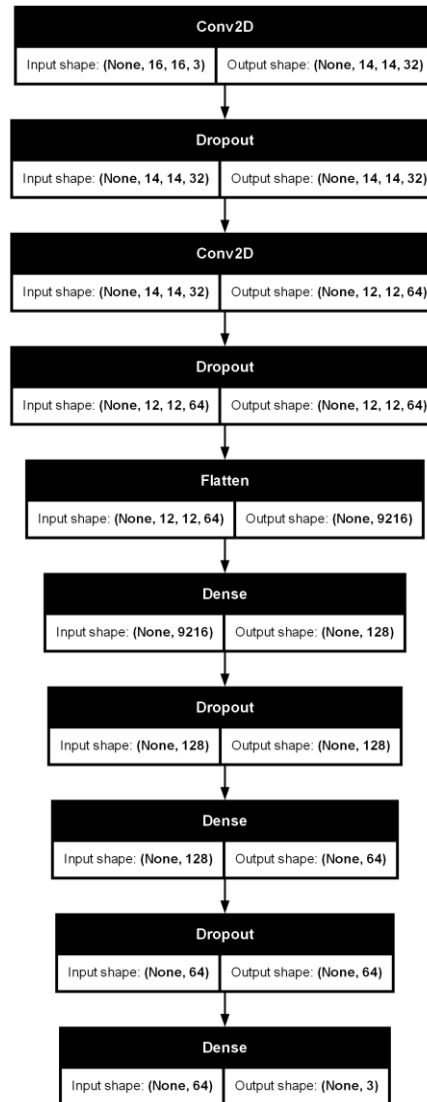 Conv2D
Input shape: (None, 16, 16, 3) Output shape: (None, 14, 14, 32)
Dropout
Input shape: (None, 14, 14, 32) Output shape: (None, 14, 14, 32)
Conv2D
Input shape: (None, 14, 14, 32) Output shape: (None, 12, 12, 64)
Dropout
Input shape: (None, 12, 12, 64) Output shape: (None, 12, 12, 64)
Flatten
Input shape: (None, 12, 12, 64) Output shape: (None, 9216)
Dense
Input shape: (None, 9216) Output shape: (None, 128)
Dropout
Input shape: (None, 128) Output shape: (None, 128)
Dense
Input shape: (None, 128) Output shape: (None, 64)
Dropout
Input shape: (None, 64) Output shape: (None, 64)
Dense
Input shape: (None, 64) Output shape: (None, 3)